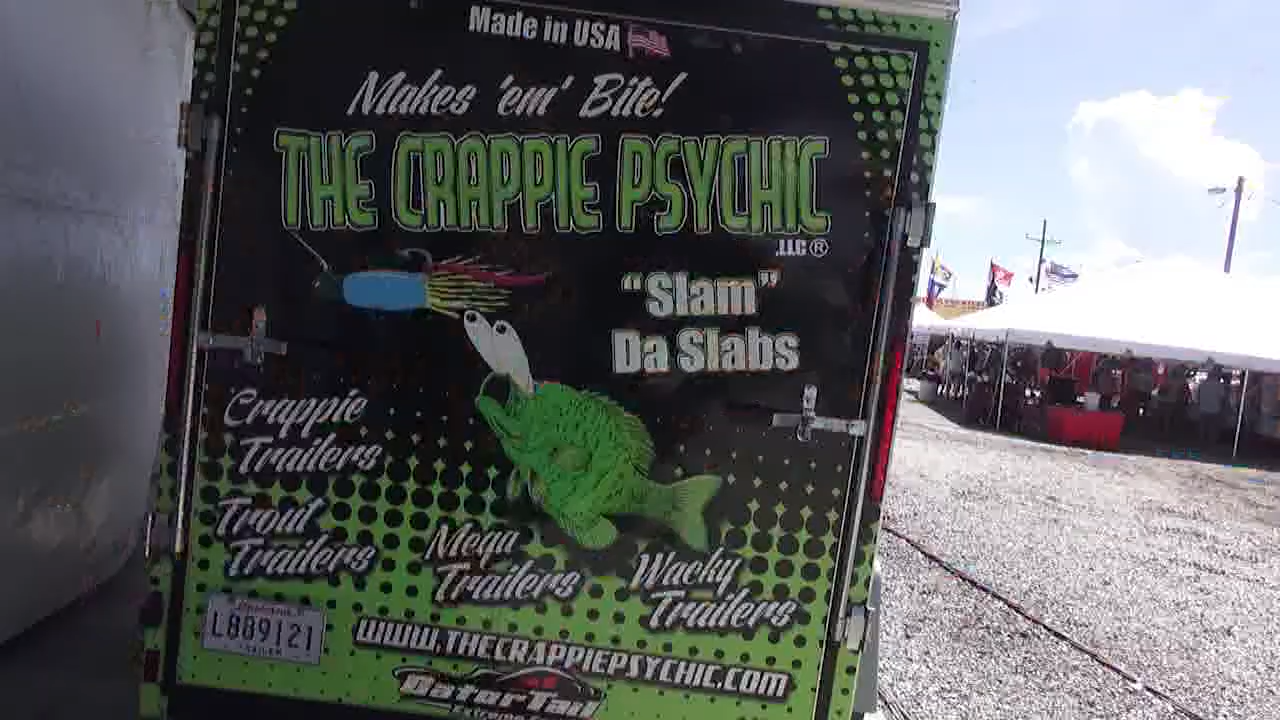 Made in USA
Makes 'em' Bite!
THE CRAPPIE PSYCHIC
.LLC®
"Slam"
Da Slabs
Crappie
Trailers
Trout
Trailers
Mega
Trailers
Wacky
Trailers
L889121
TRAILER
WWW.THECRAPPIEPSYCHIC.COM
GatorTail